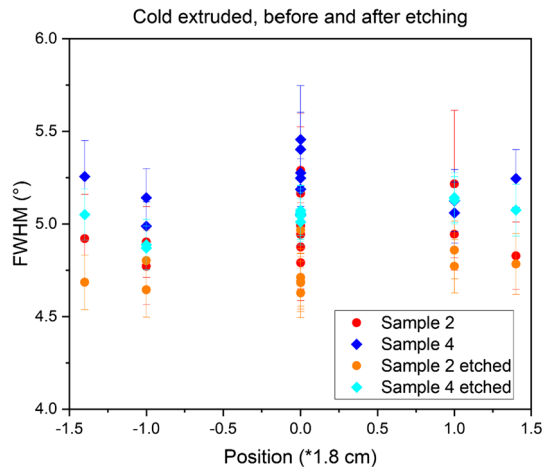 Cold extruded, before and after etching
6.0
5.5
5.0
4.5
4.0
FWHM (°)
Sample 2
Sample 4
Sample 2 etched
Sample 4 etched
-1.5 -1.0 -0.5 0.0 0.5 1.0 1.5
Position (*1.8 cm)